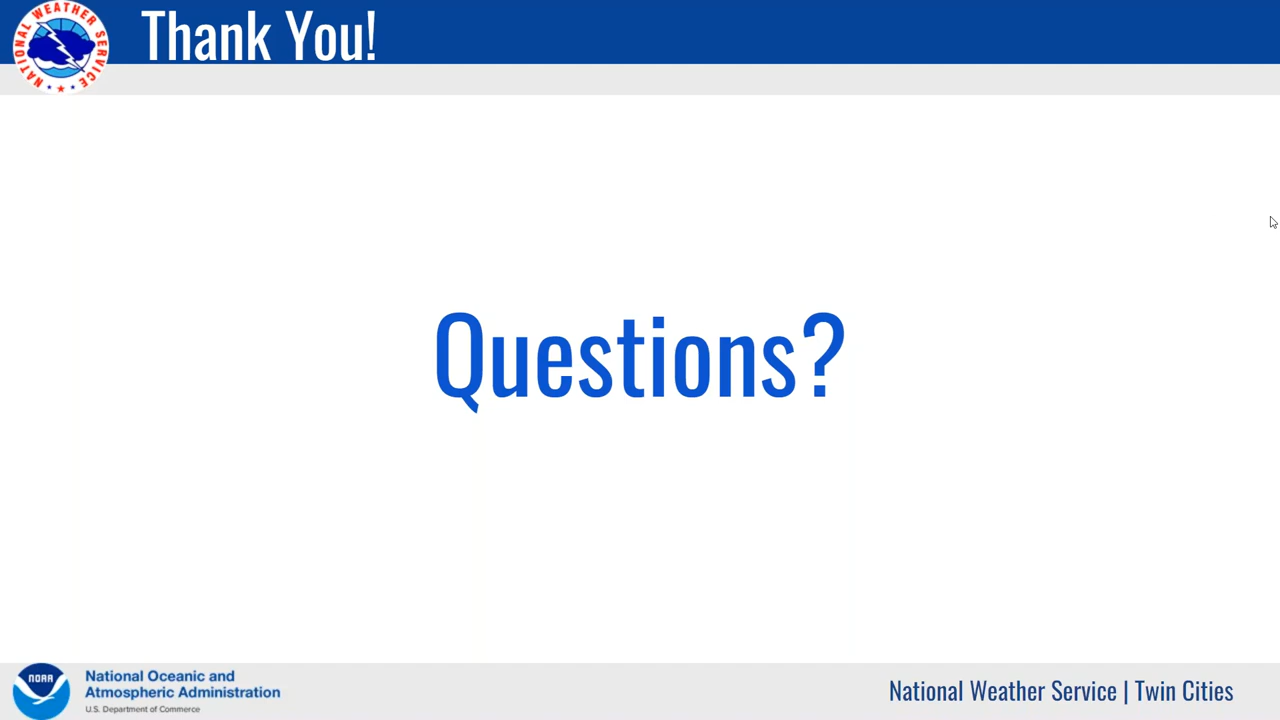 NATIONAL WEATHER SERVICE
Thank You!
Questions?
NOAA
National Oceanic and
Atmospheric Administration
U.S. Department of Commerce
National Weather Service | Twin Cities